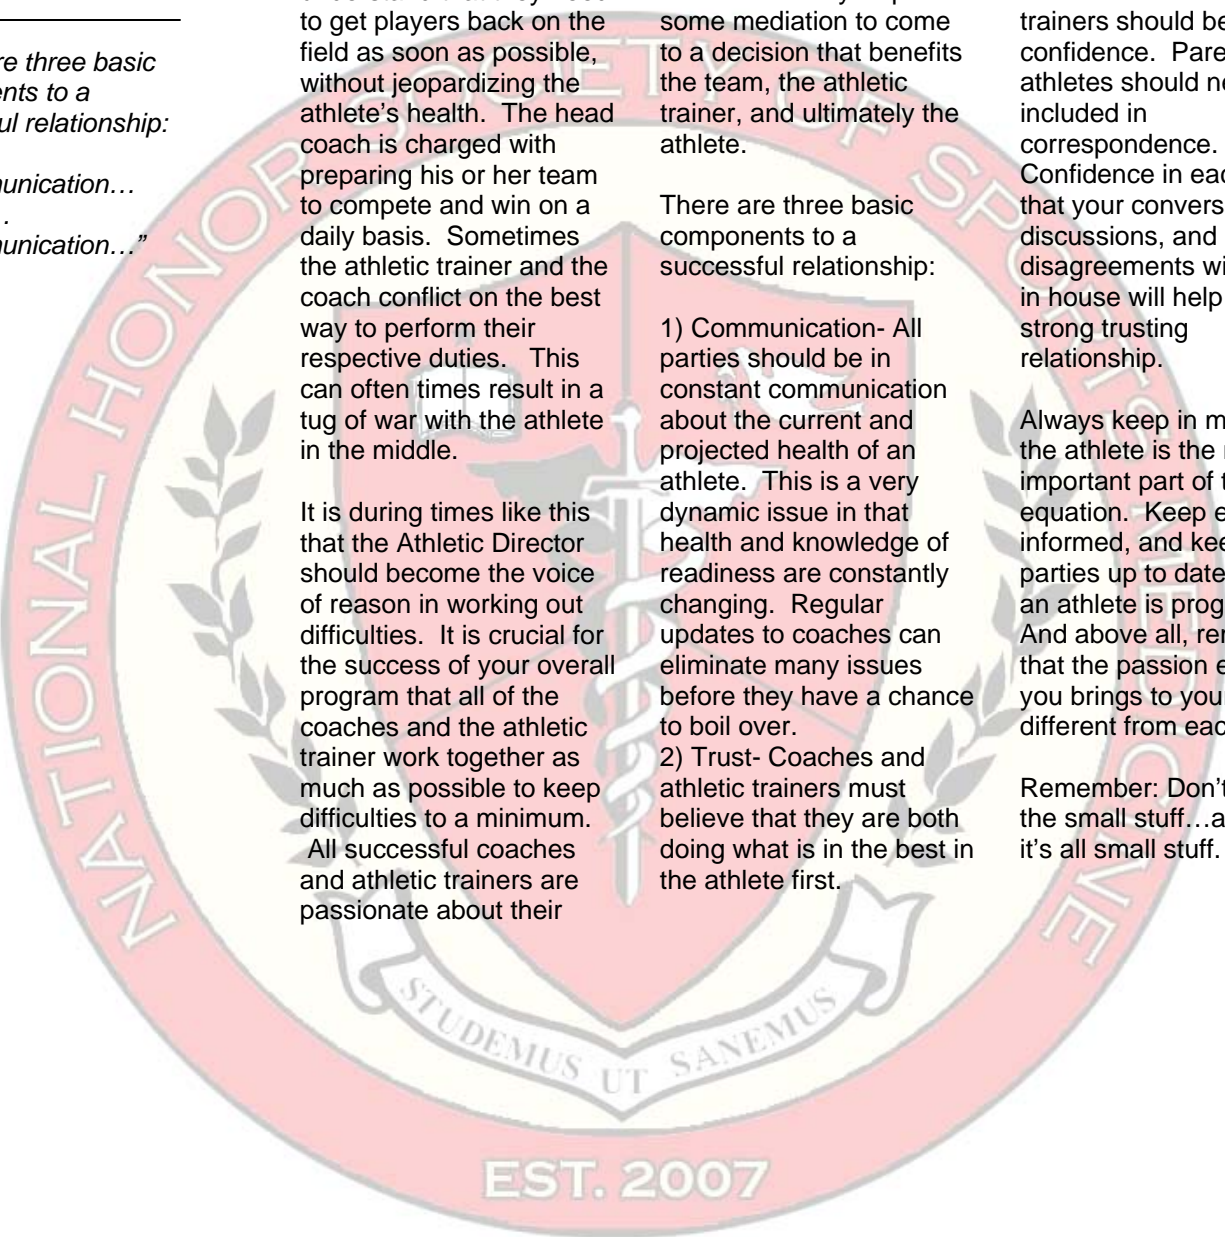 re three basic
ents to a
ul relationship:
unication…
unication…”
to get players back on the
field as soon as possible,
without jeopardizing the
athlete’s health.  The head
coach is charged with
preparing his or her team
to compete and win on a
daily basis.  Sometimes
the athletic trainer and the
coach conflict on the best
way to perform their
respective duties.   This
can often times result in a
tug of war with the athlete
in the middle.
It is during times like this
that the Athletic Director
should become the voice
of reason in working out
difficulties.  It is crucial for
the success of your overall
program that all of the
coaches and the athletic
trainer work together as
much as possible to keep
difficulties to a minimum.
All successful coaches
and athletic trainers are
passionate about their
some mediation to come
to a decision that benefits
the team, the athletic
trainer, and ultimately the
athlete.
There are three basic
components to a
successful relationship:
1) Communication- All
parties should be in
constant communication
about the current and
projected health of an
athlete.  This is a very
dynamic issue in that
health and knowledge of
readiness are constantly
changing.  Regular
updates to coaches can
eliminate many issues
before they have a chance
to boil over.
2) Trust- Coaches and
athletic trainers must
believe that they are both
doing what is in the best in
the athlete first.
trainers should be
confidence.  Pare
athletes should no
included in
correspondence.
Confidence in eac
that your convers
discussions, and
disagreements wi
in house will help
strong trusting
relationship.
Always keep in m
the athlete is the
important part of t
equation.  Keep e
informed, and kee
parties up to date
an athlete is prog
And above all, rer
that the passion e
you brings to you
different from eac
Remember: Don’t
the small stuff…a
it’s all small stuff.
NATIONAL HONOR SOCIETY OF SPORTS MEDICINE
STUDEMUS UT SANEMUS
EST. 2007